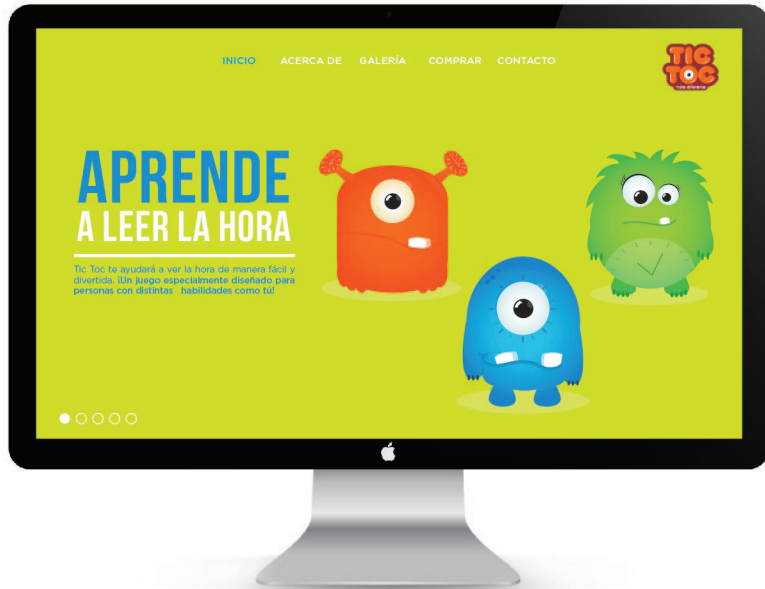 INICIO ACERCA DE GALERÍA COMPRAR CONTACTO
TIC
TOC
APRENDE
A LEER LA HORA
Tic Toc te ayudará a ver la hora de manera fácil y
divertida. ¡Un juego especialmente diseñado para
personas con distintas habilidades como tú!